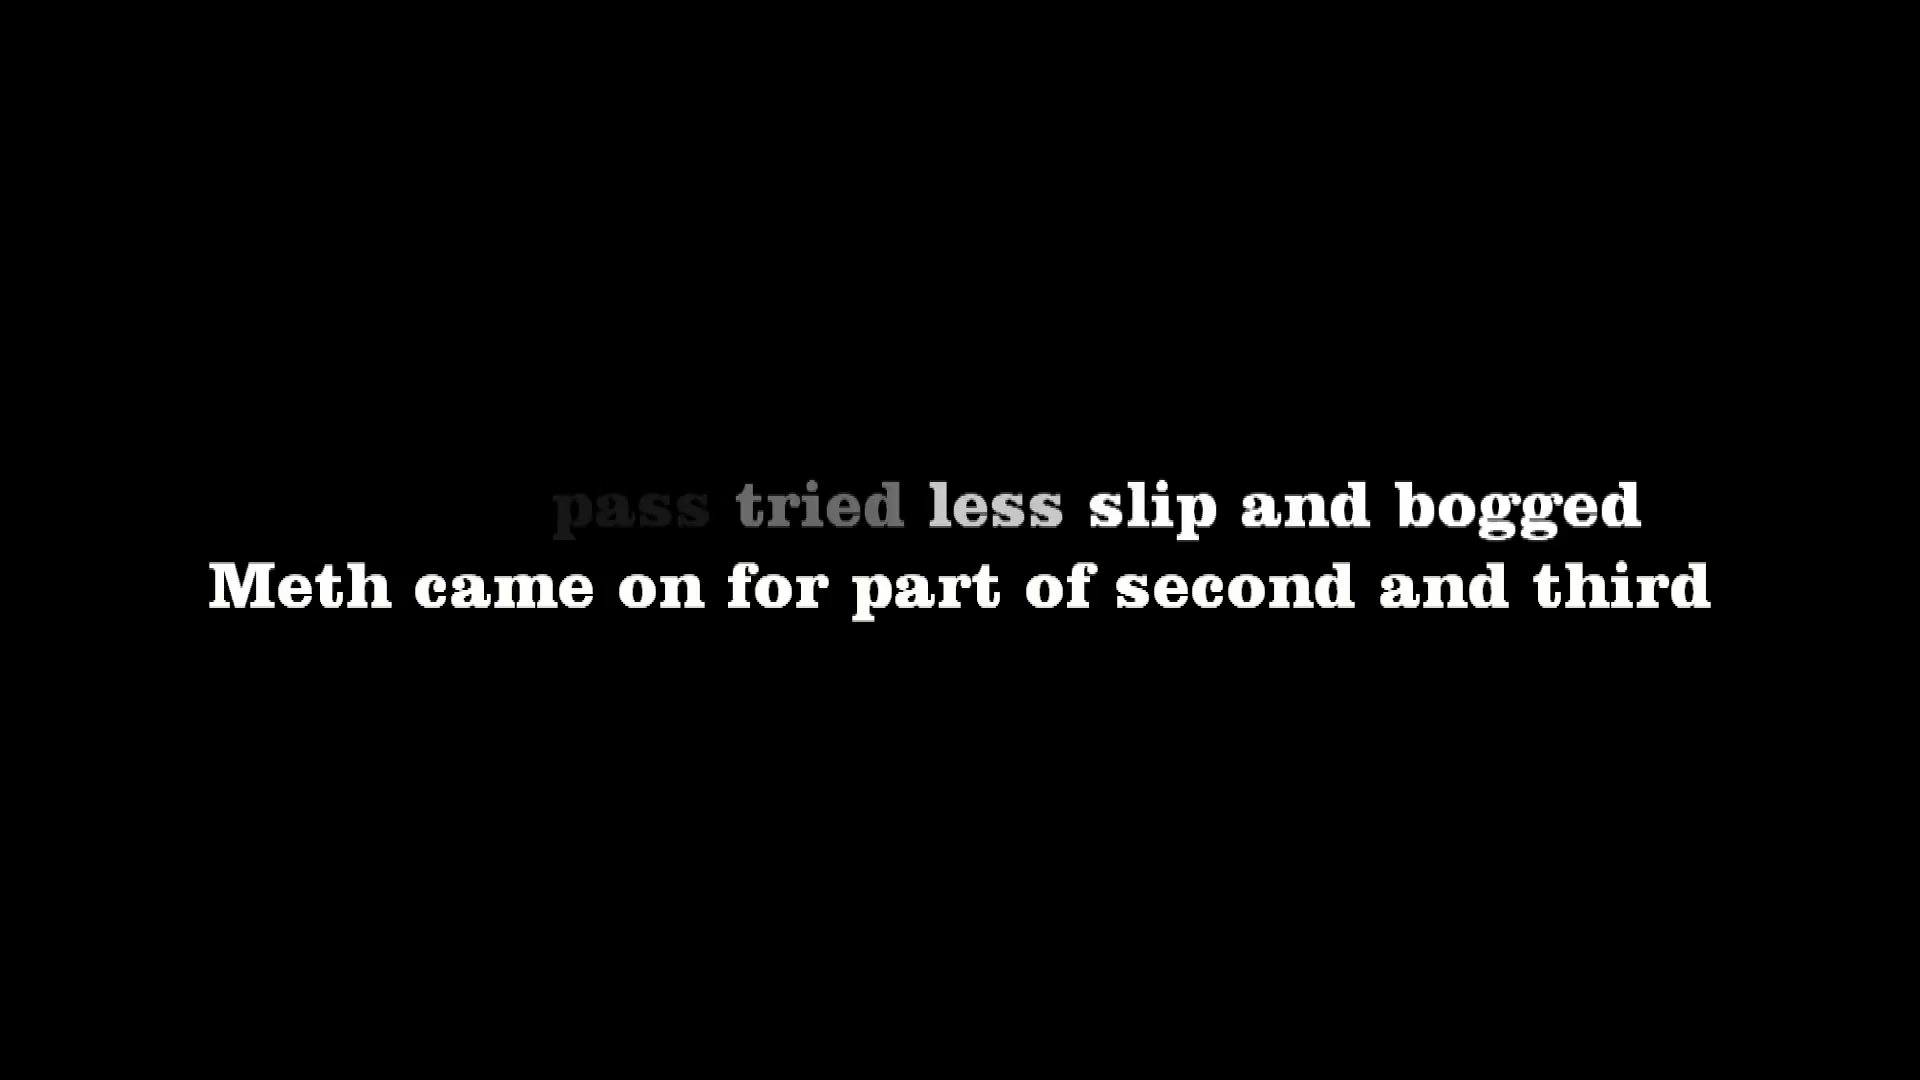 pass tried less slip and bogged
Meth came on for part of second and third